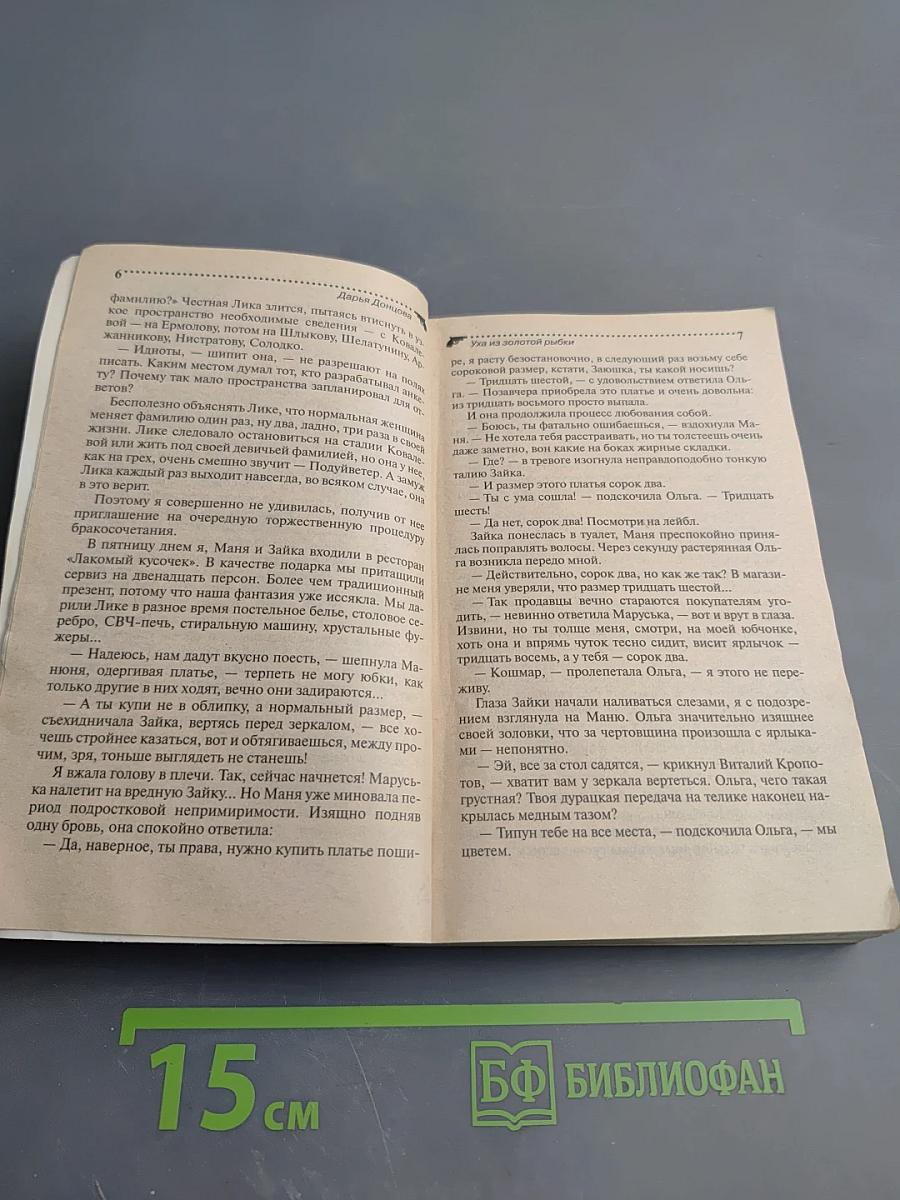 6
Дарья Донцова
фамилию?» Честная Лика злится, пытаясь втиснуть в уз-
кое пространство необходимые сведения — с Ковале-
вой — на Ермолову, потом на Шлыкову, Шелатунину, Ар-
жанникову, Нистратову, Солодко.
— Идиоты, — шипит она, — не разрешают на полях
писать. Каким местом думал тот, кто разрабатывал анке-
ту? Почему так мало пространства запланировал для от-
ветов?
Бесполезно объяснять Лике, что нормальная женщина
меняет фамилию один раз, ну два, ладно, три раза в своей
жизни. Лике следовало остановиться на стадии Ковале-
вой или жить под своей девичьей фамилией, но она у нее,
как на грех, очень смешно звучит — Подуйветер. А замуж
Лика каждый раз выходит навсегда, во всяком случае, она
в это верит.
Поэтому я совершенно не удивилась, получив от нее
приглашение на очередную торжественную процедуру
бракосочетания.
В пятницу днем я, Маня и Зайка входили в ресторан
«Лакомый кусочек». В качестве подарка мы притащили
сервиз на двенадцать персон. Более чем традиционный
презент, потому что наша фантазия уже иссякла. Мы да-
рили Лике в разное время постельное белье, столовое се-
ребро, СВЧ-печь, стиральную машину, хрустальные фу-
жеры...
— Надеюсь, нам дадут вкусно поесть, — шепнула Ма-
нюня, одергивая платье, — терпеть не могу юбки, как
только другие в них ходят, вечно они задираются...
— А ты купи не в облипку, а нормальный размер, —
съехидничала Зайка, вертясь перед зеркалом, — все хо-
чешь стройнее казаться, вот и обтягиваешься, между про-
чим, зря, тоньше выглядеть не станешь!
Я вжала голову в плечи. Так, сейчас начнется! Марусь-
ка налетит на вредную Зайку... Но Маня уже миновала пе-
риод подростковой непримиримости. Изящно подняв
одну бровь, она спокойно ответила:
— Да, наверное, ты права, нужно купить платье поши-
Уха из золотой рыбки
7
ре, я расту безостановочно, в следующий раз возьму себе
сороковой размер, кстати, Заюшка, ты какой носишь?
— Тридцать шестой, — с удовольствием ответила Оль-
га. — Позавчера приобрела это платье и очень довольна:
из тридцать восьмого просто выпала.
И она продолжила процесс любования собой.
— Боюсь, ты фатально ошибаешься, — вздохнула Ма-
ня. — Не хотела тебя расстраивать, но ты толстеешь очень
даже заметно, вон какие на боках жирные складки.
— Где? — в тревоге изогнула неправдоподобно тонкую
талию Зайка.
— И размер этого платья сорок два.
— Ты с ума сошла! — подскочила Ольга. — Тридцать
шесть!
— Да нет, сорок два! Посмотри на лейбл.
Зайка понеслась в туалет, Маня преспокойно приня-
лась поправлять волосы. Через секунду растерянная Оль-
га возникла передо мной.
— Действительно, сорок два, но как же так? В магази-
не меня уверяли, что размер тридцать шестой...
— Так продавцы вечно стараются покупателям уго-
дить, — невинно ответила Маруська, — вот и врут в глаза.
Извини, но ты толще меня, смотри, на моей юбчонке,
хоть она и впрямь чуток тесно сидит, висит ярлычок —
тридцать восемь, а у тебя — сорок два.
— Кошмар, — пролепетала Ольга, — я этого не пере-
живу.
Глаза Зайки начали наливаться слезами, я с подозре-
нием взглянула на Маню. Ольга значительно изящнее
своей золовки, что за чертовщина произошла с ярлыка-
ми — непонятно.
— Эй, все за стол садятся, — крикнул Виталий Кропо-
тов, — хватит вам у зеркала вертеться. Ольга, чего такая
грустная? Твоя дурацкая передача на телике наконец на-
крылась медным тазом?
— Типун тебе на все места, — подскочила Ольга, — мы
цветем.
15 см
БФ БИБЛИОФАН